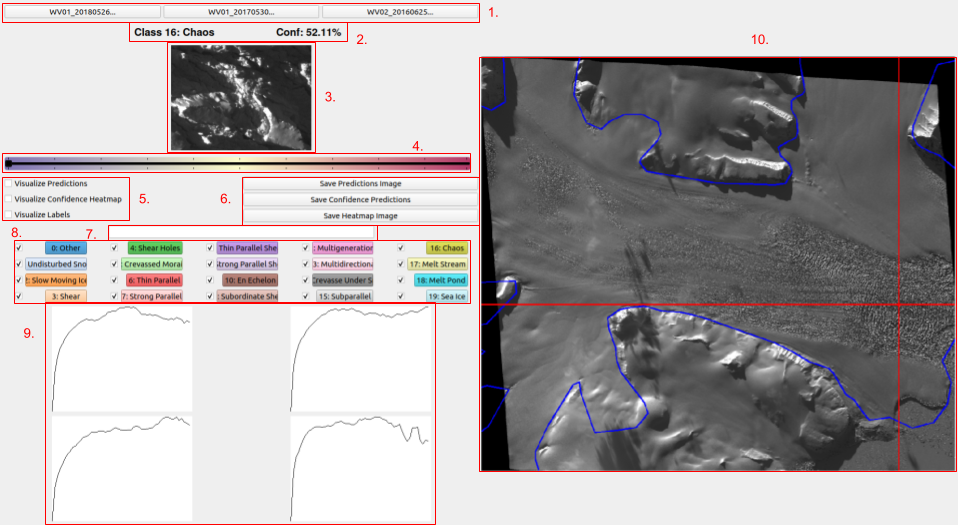 WV01_20180526... WV01_20170530... WV02_20160625... 1.
Class 16: Chaos Conf: 52.11% 2.
10.
3.
4.
Visualize Predictions
Visualize Confidence Heatmap
Visualize Labels
5.
6.
Save Predictions Image
Save Confidence Predictions
Save Heatmap Image
7.
8.
0: Other 4: Shear Holes Thin Parallel She : Multigeneration 16: Chaos
Undisturbed Sno Crevassed Morai trong Parallel Sh 3: Multidirectiona 17: Melt Stream
: Slow Moving Ice 6: Thin Parallel 10: En Echelon revasse Under S 18: Melt Pond
3: Shear 7: Strong Parallel Subordinate She 15: Subparallel 19: Sea Ice
9.